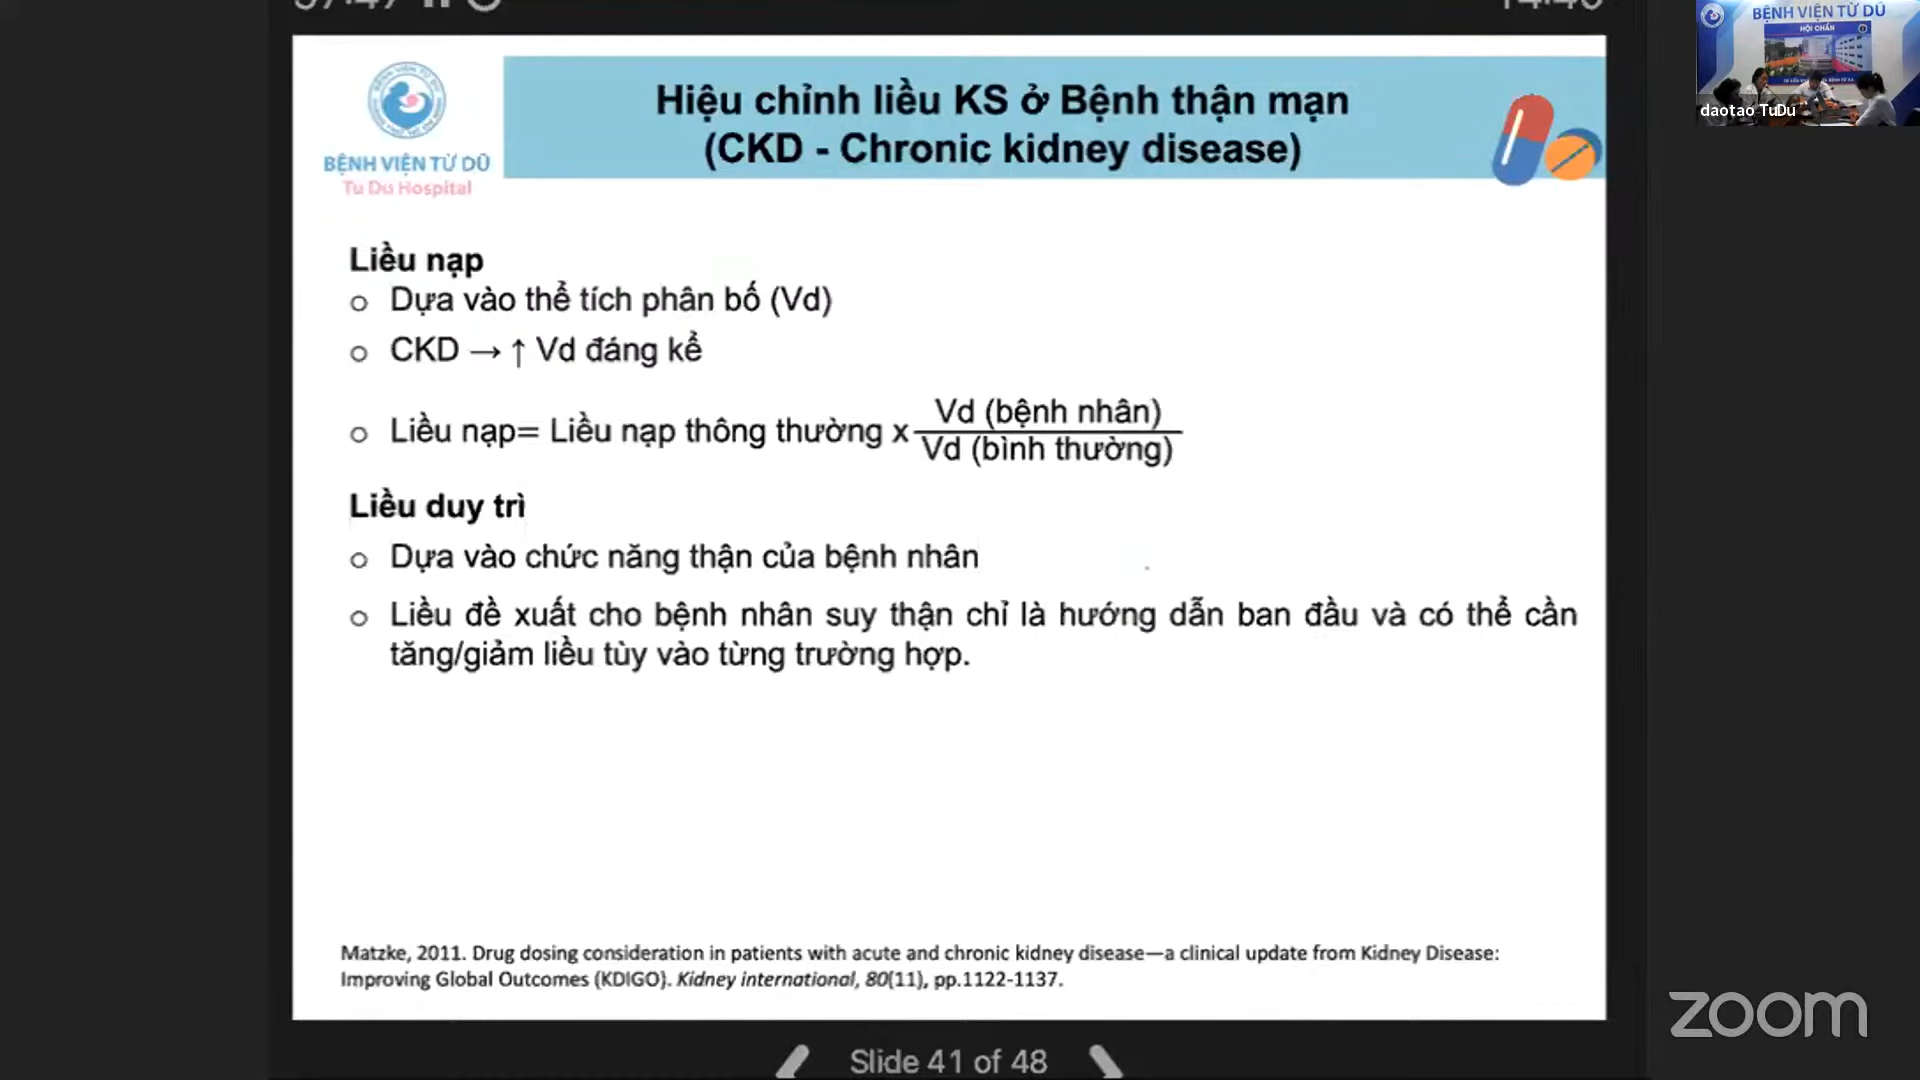 BỆNH VIỆN TỪ DŨ
HỘI CHẨN
daotao TuDu
BỆNH VIỆN TỪ DŨ
Tu Du Hospital
Hiệu chỉnh liều KS ở Bệnh thận mạn
(CKD - Chronic kidney disease)
Liều nạp
o Dựa vào thể tích phân bố (Vd)
o CKD → ↑ Vd đáng kể
o Liều nạp= Liều nạp thông thường x Vd (bệnh nhân)
Vd (bình thường)
Liều duy trì
o Dựa vào chức năng thận của bệnh nhân
o Liều đề xuất cho bệnh nhân suy thận chỉ là hướng dẫn ban đầu và có thể cần
tăng/giảm liều tùy vào từng trường hợp.
Matzke, 2011. Drug dosing consideration in patients with acute and chronic kidney disease—a clinical update from Kidney Disease:
Improving Global Outcomes (KDIGO). Kidney international, 80(11), pp.1122-1137.
zoom
Slide 41 of 48